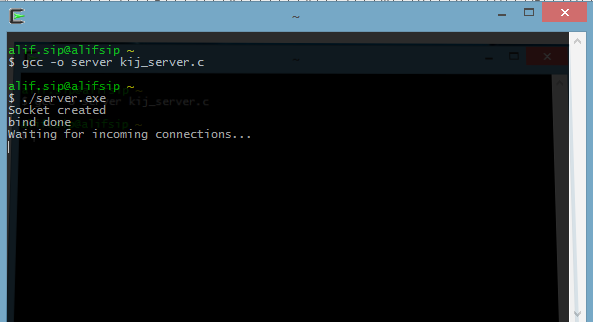 ~
alif.sip@alifsip ~
$ gcc -o server kij_server.c
alif.sip@alifsip ~
$ ./server.exe
Socket created
bind done
Waiting for incoming connections...